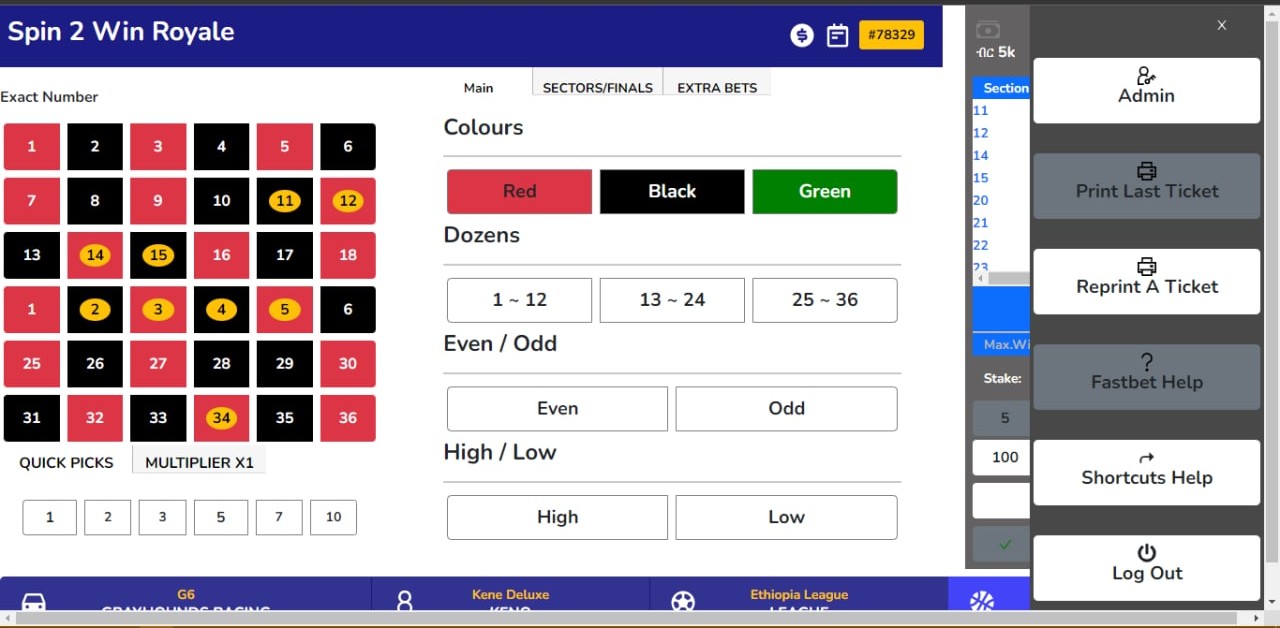 Spin 2 Win Royale
#78329
Exact Number
1 2 3 4 5 6
7 8 9 10 11 12
13 14 15 16 17 18
1 2 3 4 5 6
25 26 27 28 29 30
31 32 33 34 35 36
QUICK PICKS MULTIPLIER X1
1 2 3 5 7 10
Main SECTORS/FINALS EXTRA BETS
Colours
Red Black Green
Dozens
1 ~ 12 13 ~ 24 25 ~ 36
Even / Odd
Even Odd
High / Low
High Low
ብር 5k
Section
11
12
14
15
20
21
22
23
Max.Wi
Stake:
5
100
X
Admin
Print Last Ticket
Reprint A Ticket
Fastbet Help
Shortcuts Help
Log Out
G6
GRAYHOUNDS RACING
Kene Deluxe
KENO
Ethiopia League
LEAGUE